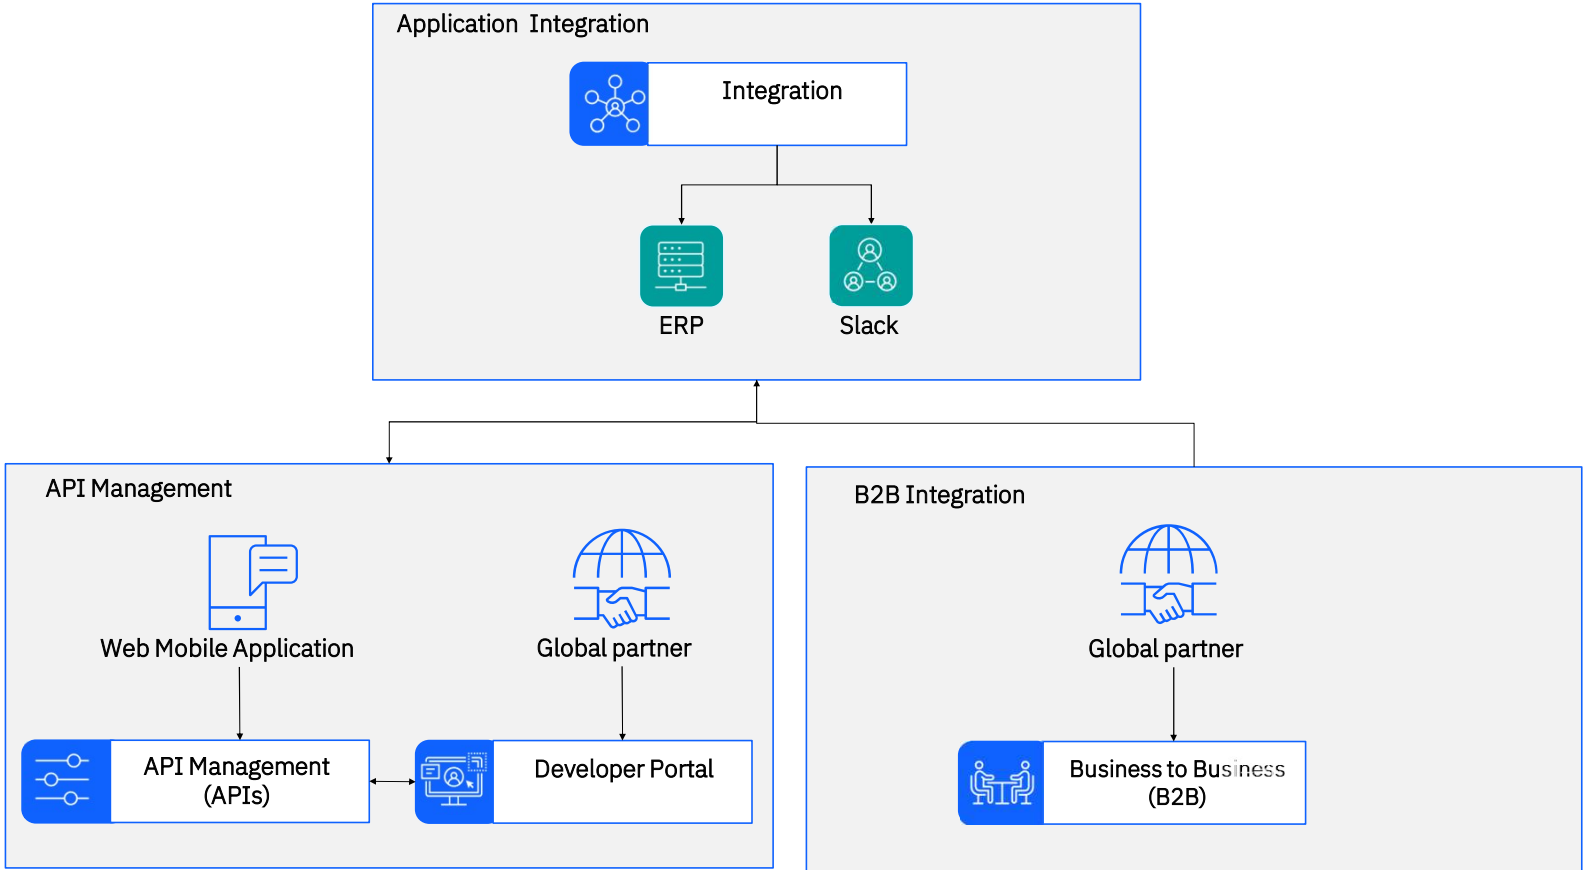 Application Integration
Integration
ERP
Slack
API Management
Web Mobile Application
Global partner
API Management
(APIs)
Developer Portal
B2B Integration
Global partner
Business to Business
(B2B)